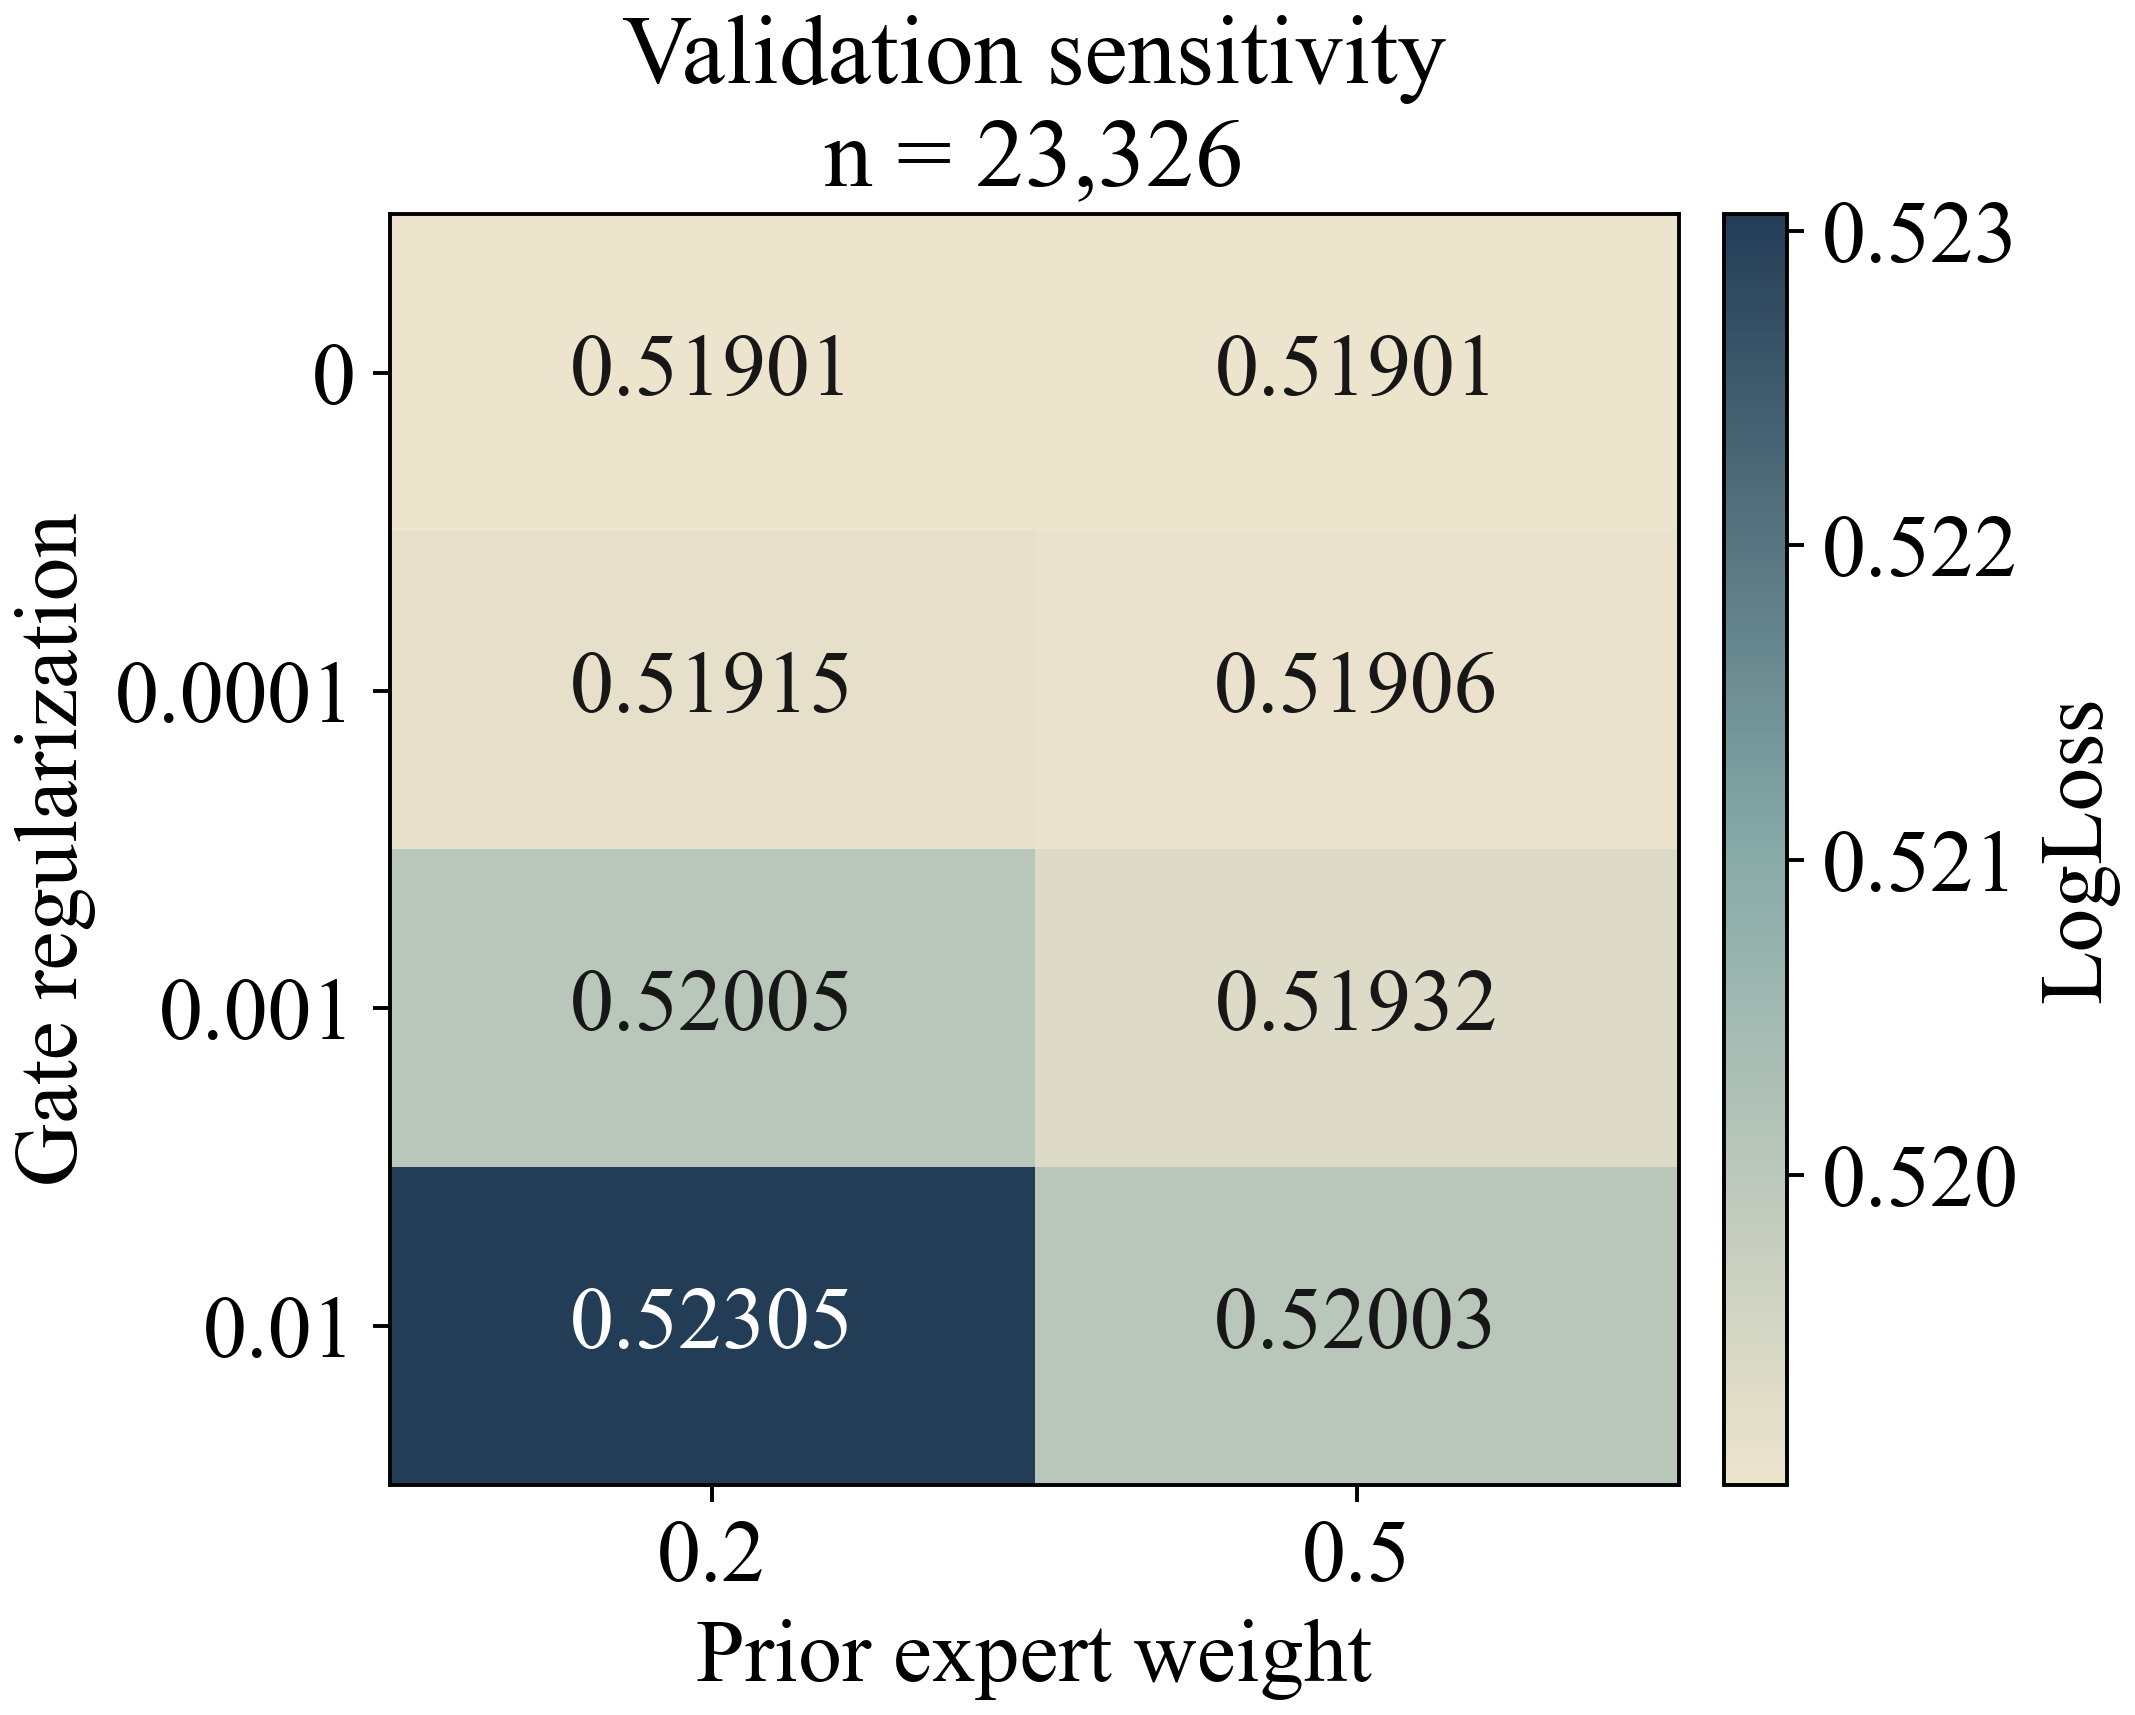 Validation sensitivity
n = 23,326
0.523
0 0.51901 0.51901
0.522
0.0001 0.51915 0.51906
0.521
0.001 0.52005 0.51932
0.520
0.01 0.52305 0.52003
0.2 0.5
Prior expert weight
Gate regularization
LogLoss